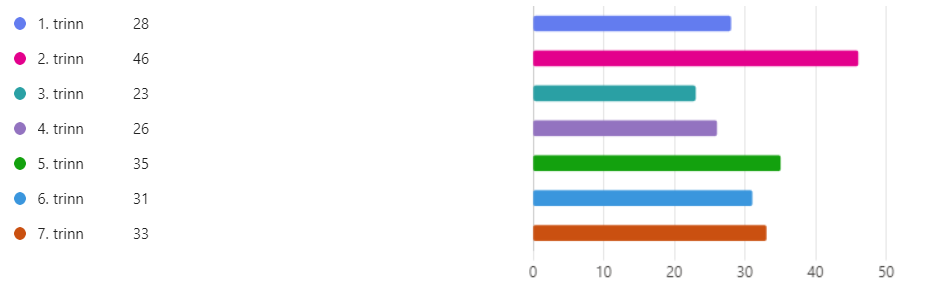 1. trinn 28
2. trinn 46
3. trinn 23
4. trinn 26
5. trinn 35
6. trinn 31
7. trinn 33
0 10 20 30 40 50